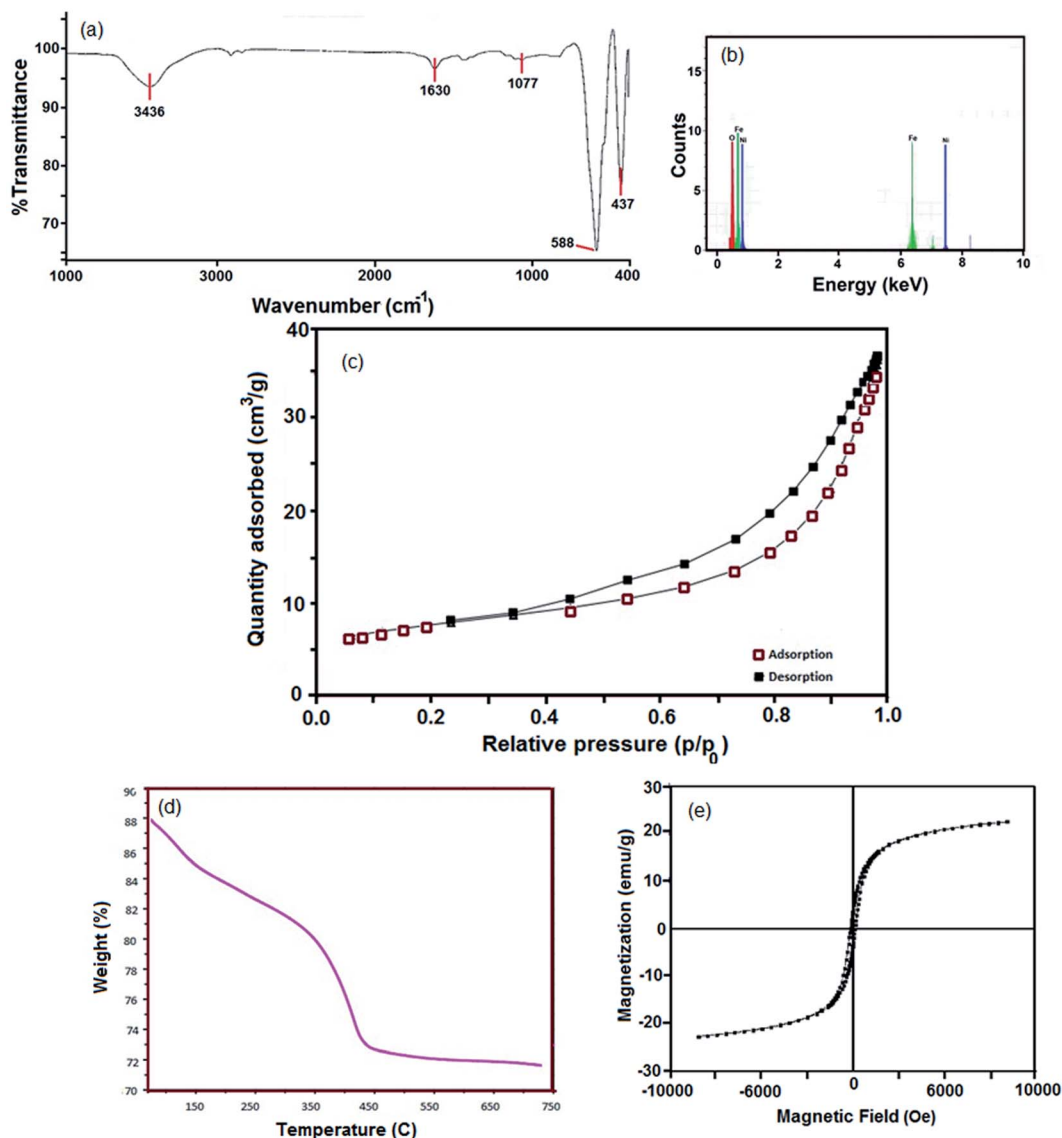 (a)
%Transmittance
100
90
80
70
3436
1630
1077
588
437
1000 3000 2000 1000 400
Wavenumber (cm-1)
(b)
Counts
15
10
5
0
O Fe Ni Fe Ni
0 2 4 6 8 10
Energy (keV)
(c)
Quantity adsorbed (cm3/g)
40
30
20
10
0
Adsorption
Desorption
0.0 0.2 0.4 0.6 0.8 1.0
Relative pressure (p/p0)
(d)
Weight (%)
90
88
86
84
82
80
78
76
74
72
70
150 250 350 450 550 650 750
Temperature (C)
(e)
Magnetization (emu/g)
30
20
10
0
-10
-20
-30
-10000 -6000 0 6000 10000
Magnetic Field (Oe)